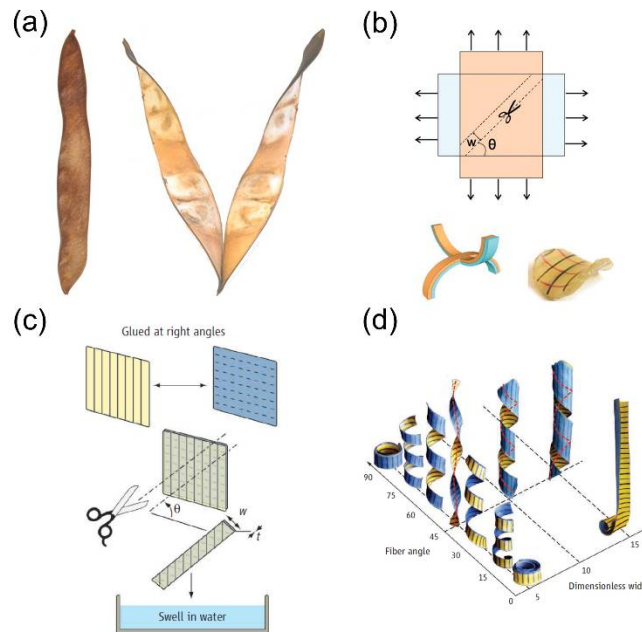 (a)
(b)
w
θ
(c)
Glued at right angles
θ
w
t
Swell in water
(d)
90
75
60
45
30
15
0
Fiber angle
5
10
15
Dimensionless wid